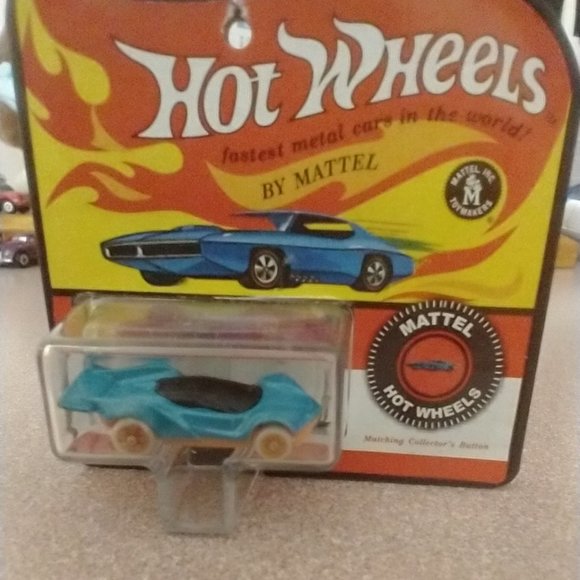 Hot Wheels
fastest metal cars in the world!
BY MATTEL
MATTEL, INC.
TOYMAKERS
MATTEL
HOT WHEELS
Matching Collector's Button